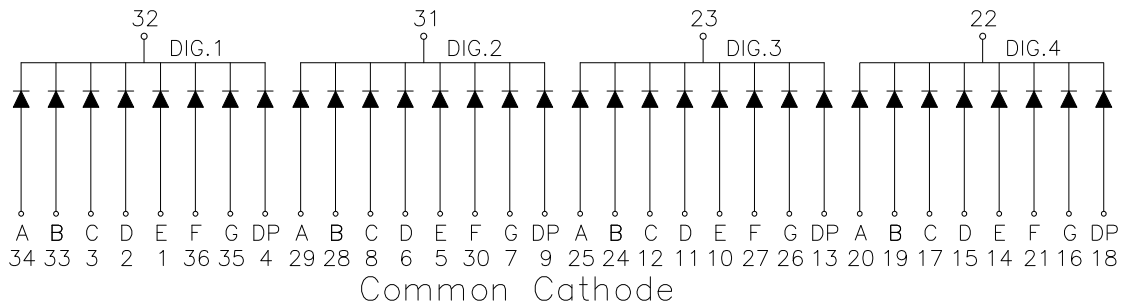 32 31 23 22
DIG.1 DIG.2 DIG.3 DIG.4
A B C D E F G DP A B C D E F G DP A B C D E F G DP A B C D E F G DP
34 33 3 2 1 36 35 4 29 28 8 6 5 30 7 9 25 24 12 11 10 27 26 13 20 19 17 15 14 21 16 18
Common Cathode